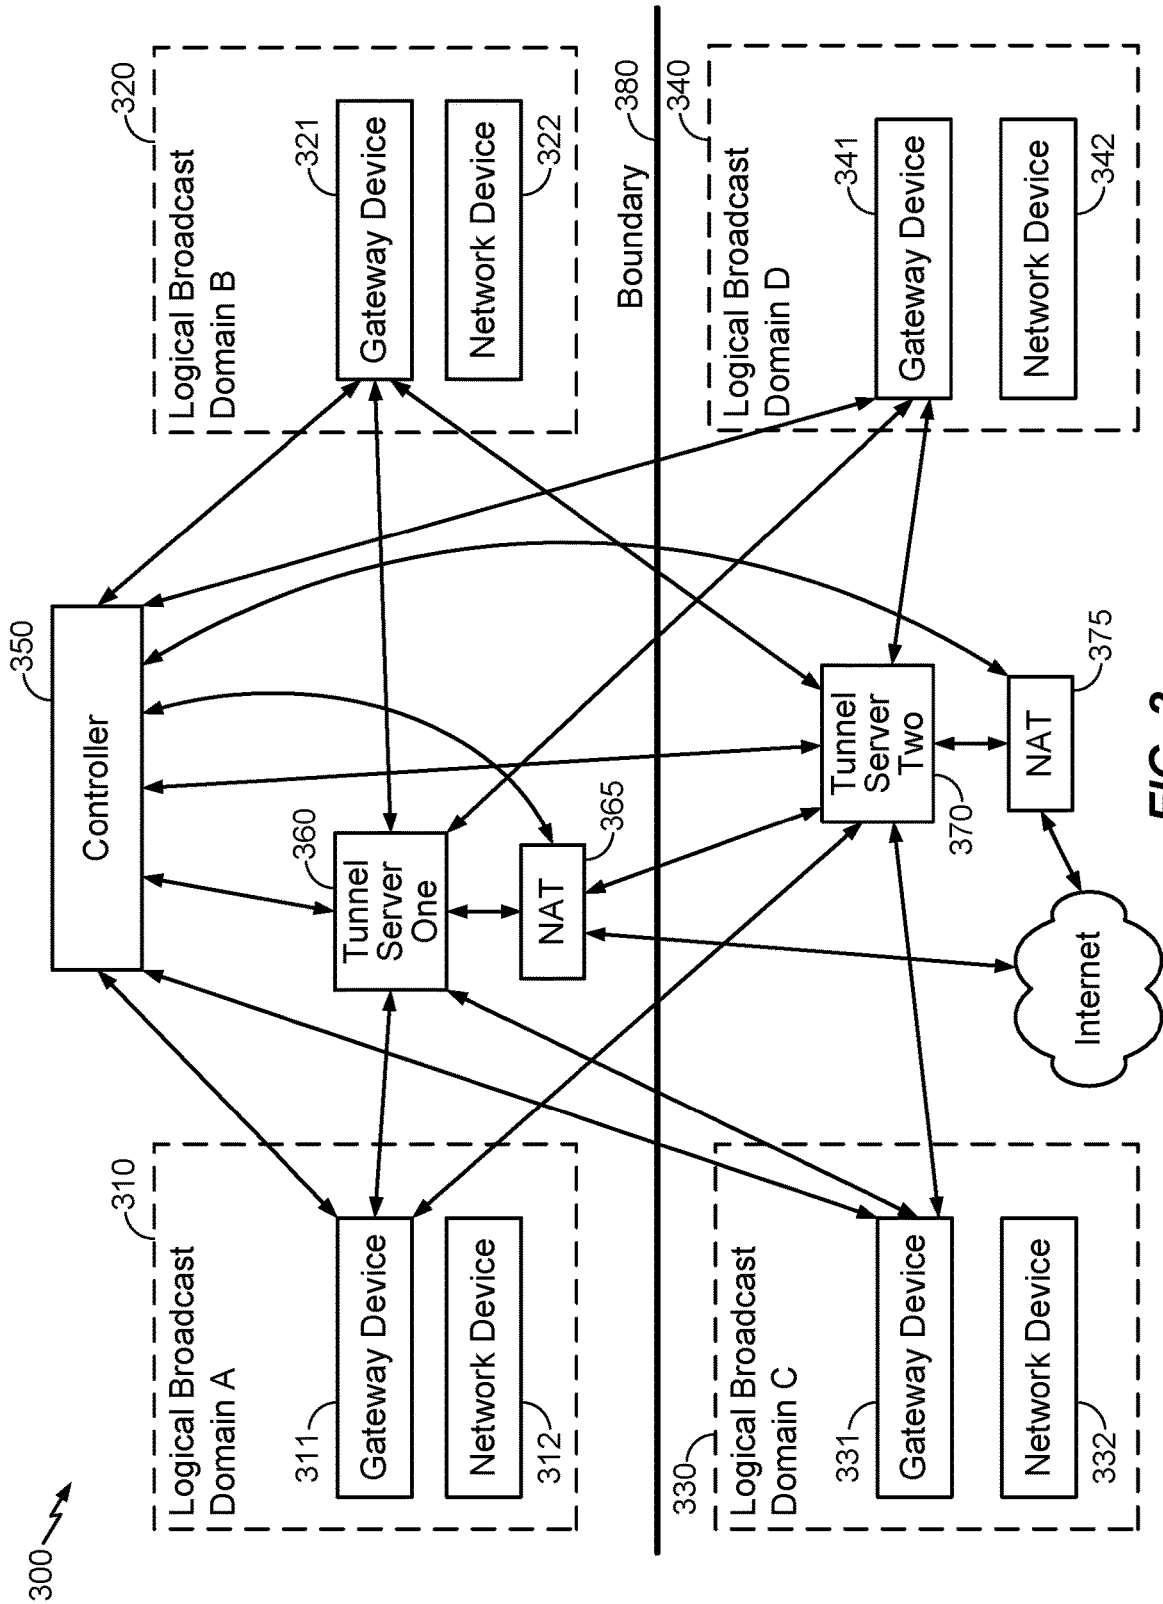 300
Controller
350
310
Logical Broadcast
Domain A
311
Gateway Device
Network Device
312
320
Logical Broadcast
Domain B
321
Gateway Device
Network Device
322
360
Tunnel
Server
One
NAT
365
Boundary
380
330
Logical Broadcast
Domain C
331
Gateway Device
Network Device
332
340
Logical Broadcast
Domain D
341
Gateway Device
Network Device
342
Tunnel
Server
Two
370
NAT
375
Internet